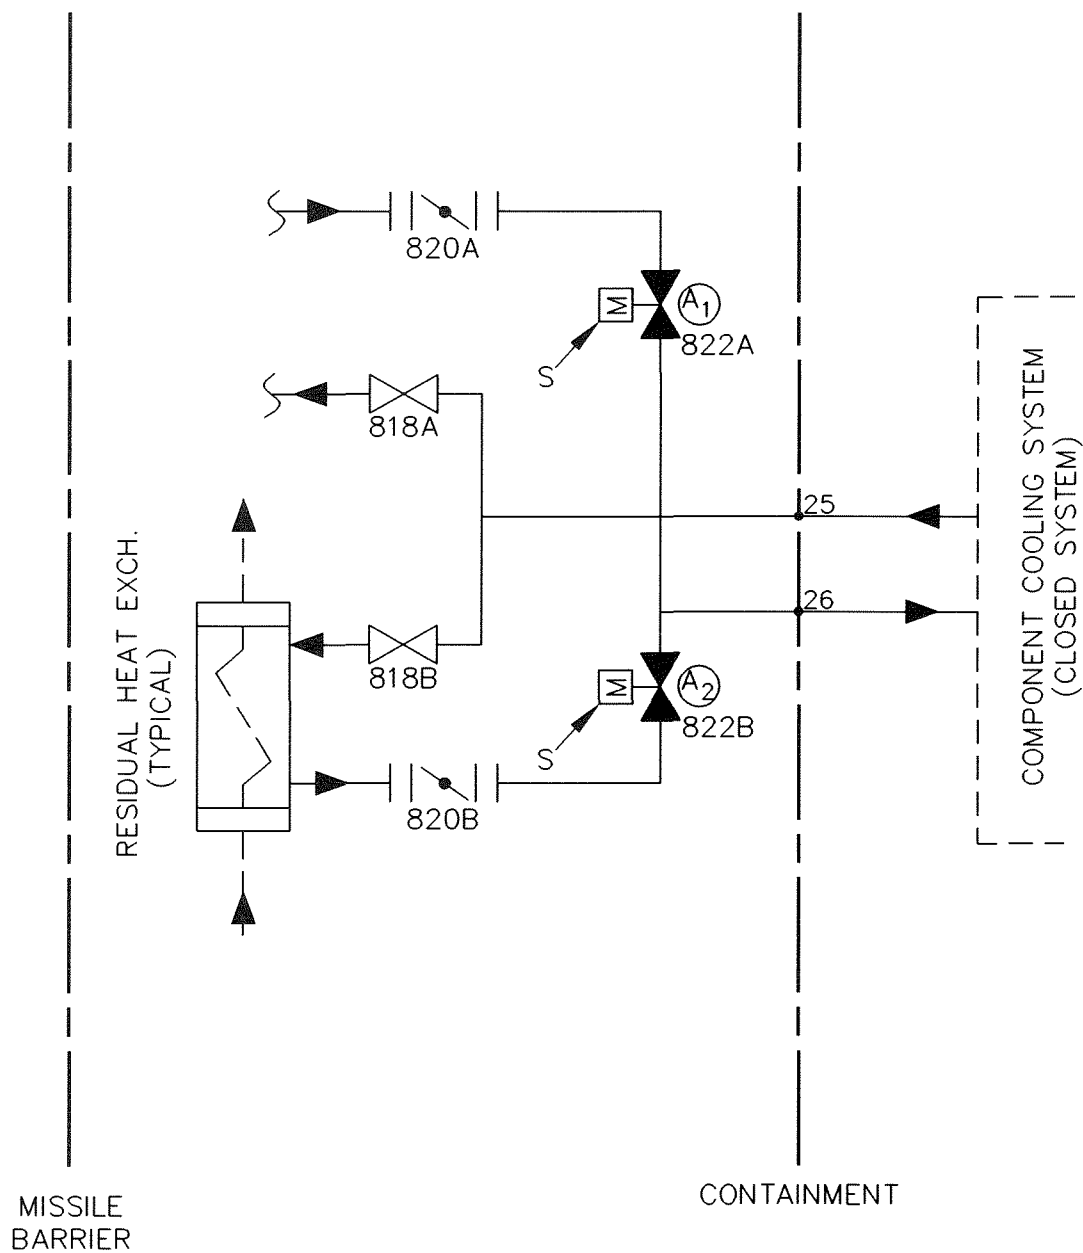 820A
M
A1
822A
S
818A
25
26
RESIDUAL HEAT EXCH.
(TYPICAL)
COMPONENT COOLING SYSTEM
(CLOSED SYSTEM)
818B
M
A2
822B
S
820B
MISSILE
BARRIER
CONTAINMENT